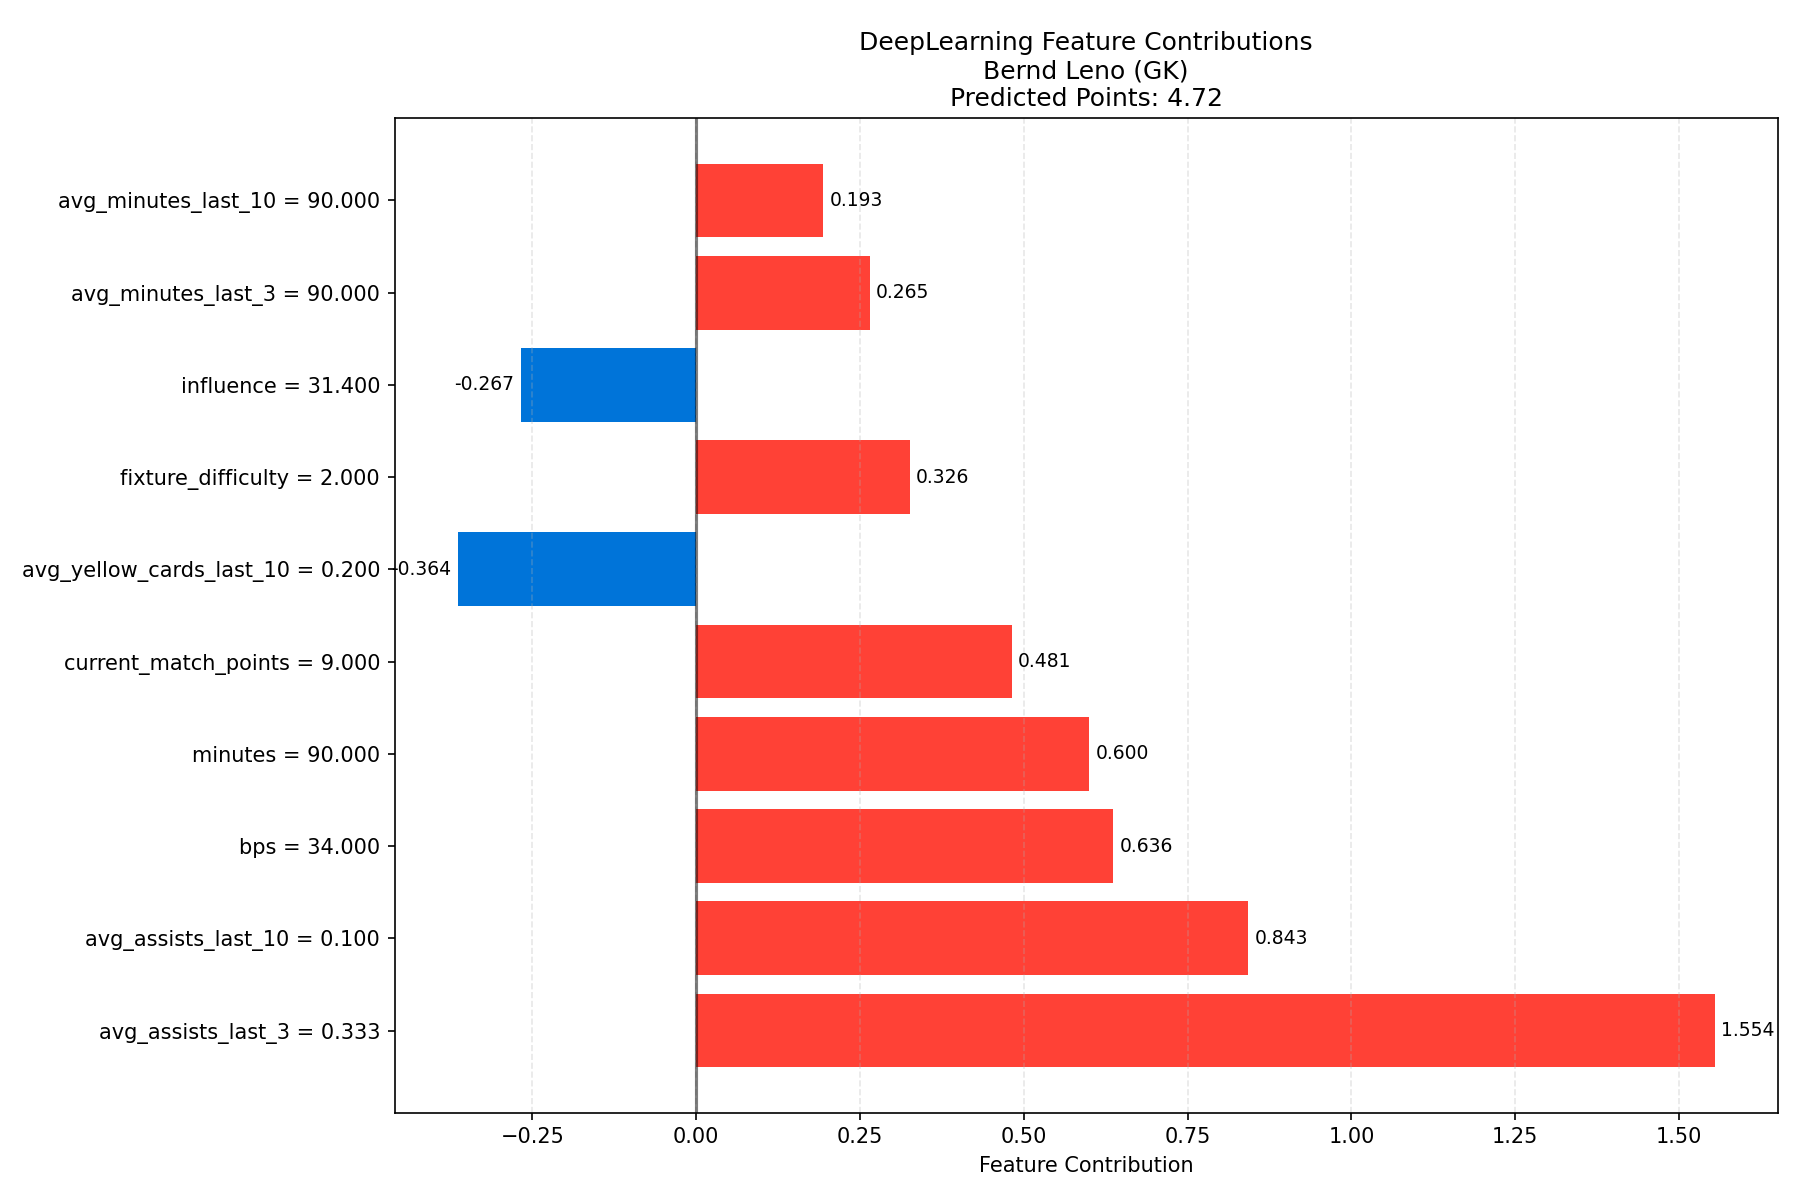 DeepLearning Feature Contributions
Bernd Leno (GK)
Predicted Points: 4.72
avg_minutes_last_10 = 90.000
0.193
avg_minutes_last_3 = 90.000
0.265
influence = 31.400
-0.267
fixture_difficulty = 2.000
0.326
avg_yellow_cards_last_10 = 0.200
-0.364
current_match_points = 9.000
0.481
minutes = 90.000
0.600
bps = 34.000
0.636
avg_assists_last_10 = 0.100
0.843
avg_assists_last_3 = 0.333
1.554
−0.25 0.00 0.25 0.50 0.75 1.00 1.25 1.50
Feature Contribution